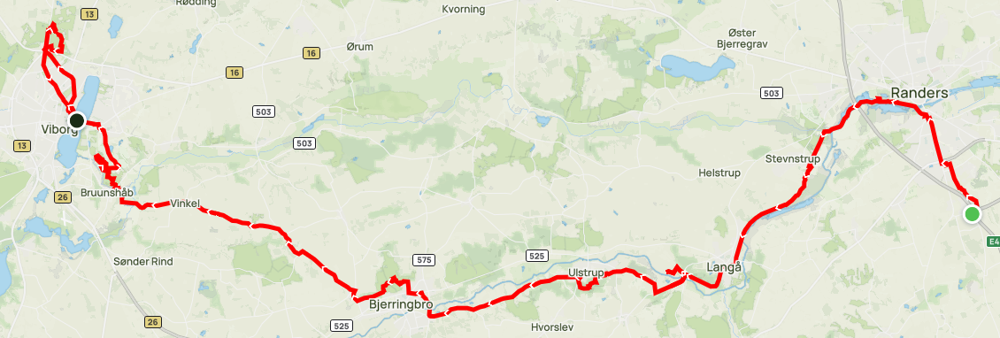 Rødding
13
Kvorning
Ørum
16
16
Øster
Bjerregrav
503
Randers
503
Viborg
13
503
Stevnstrup
Helstrup
Bruunshåb
26
Vinkel
E4
Sønder Rind
575
525
Ulstrup
Langå
Bjerringbro
26
525
Hvorslev